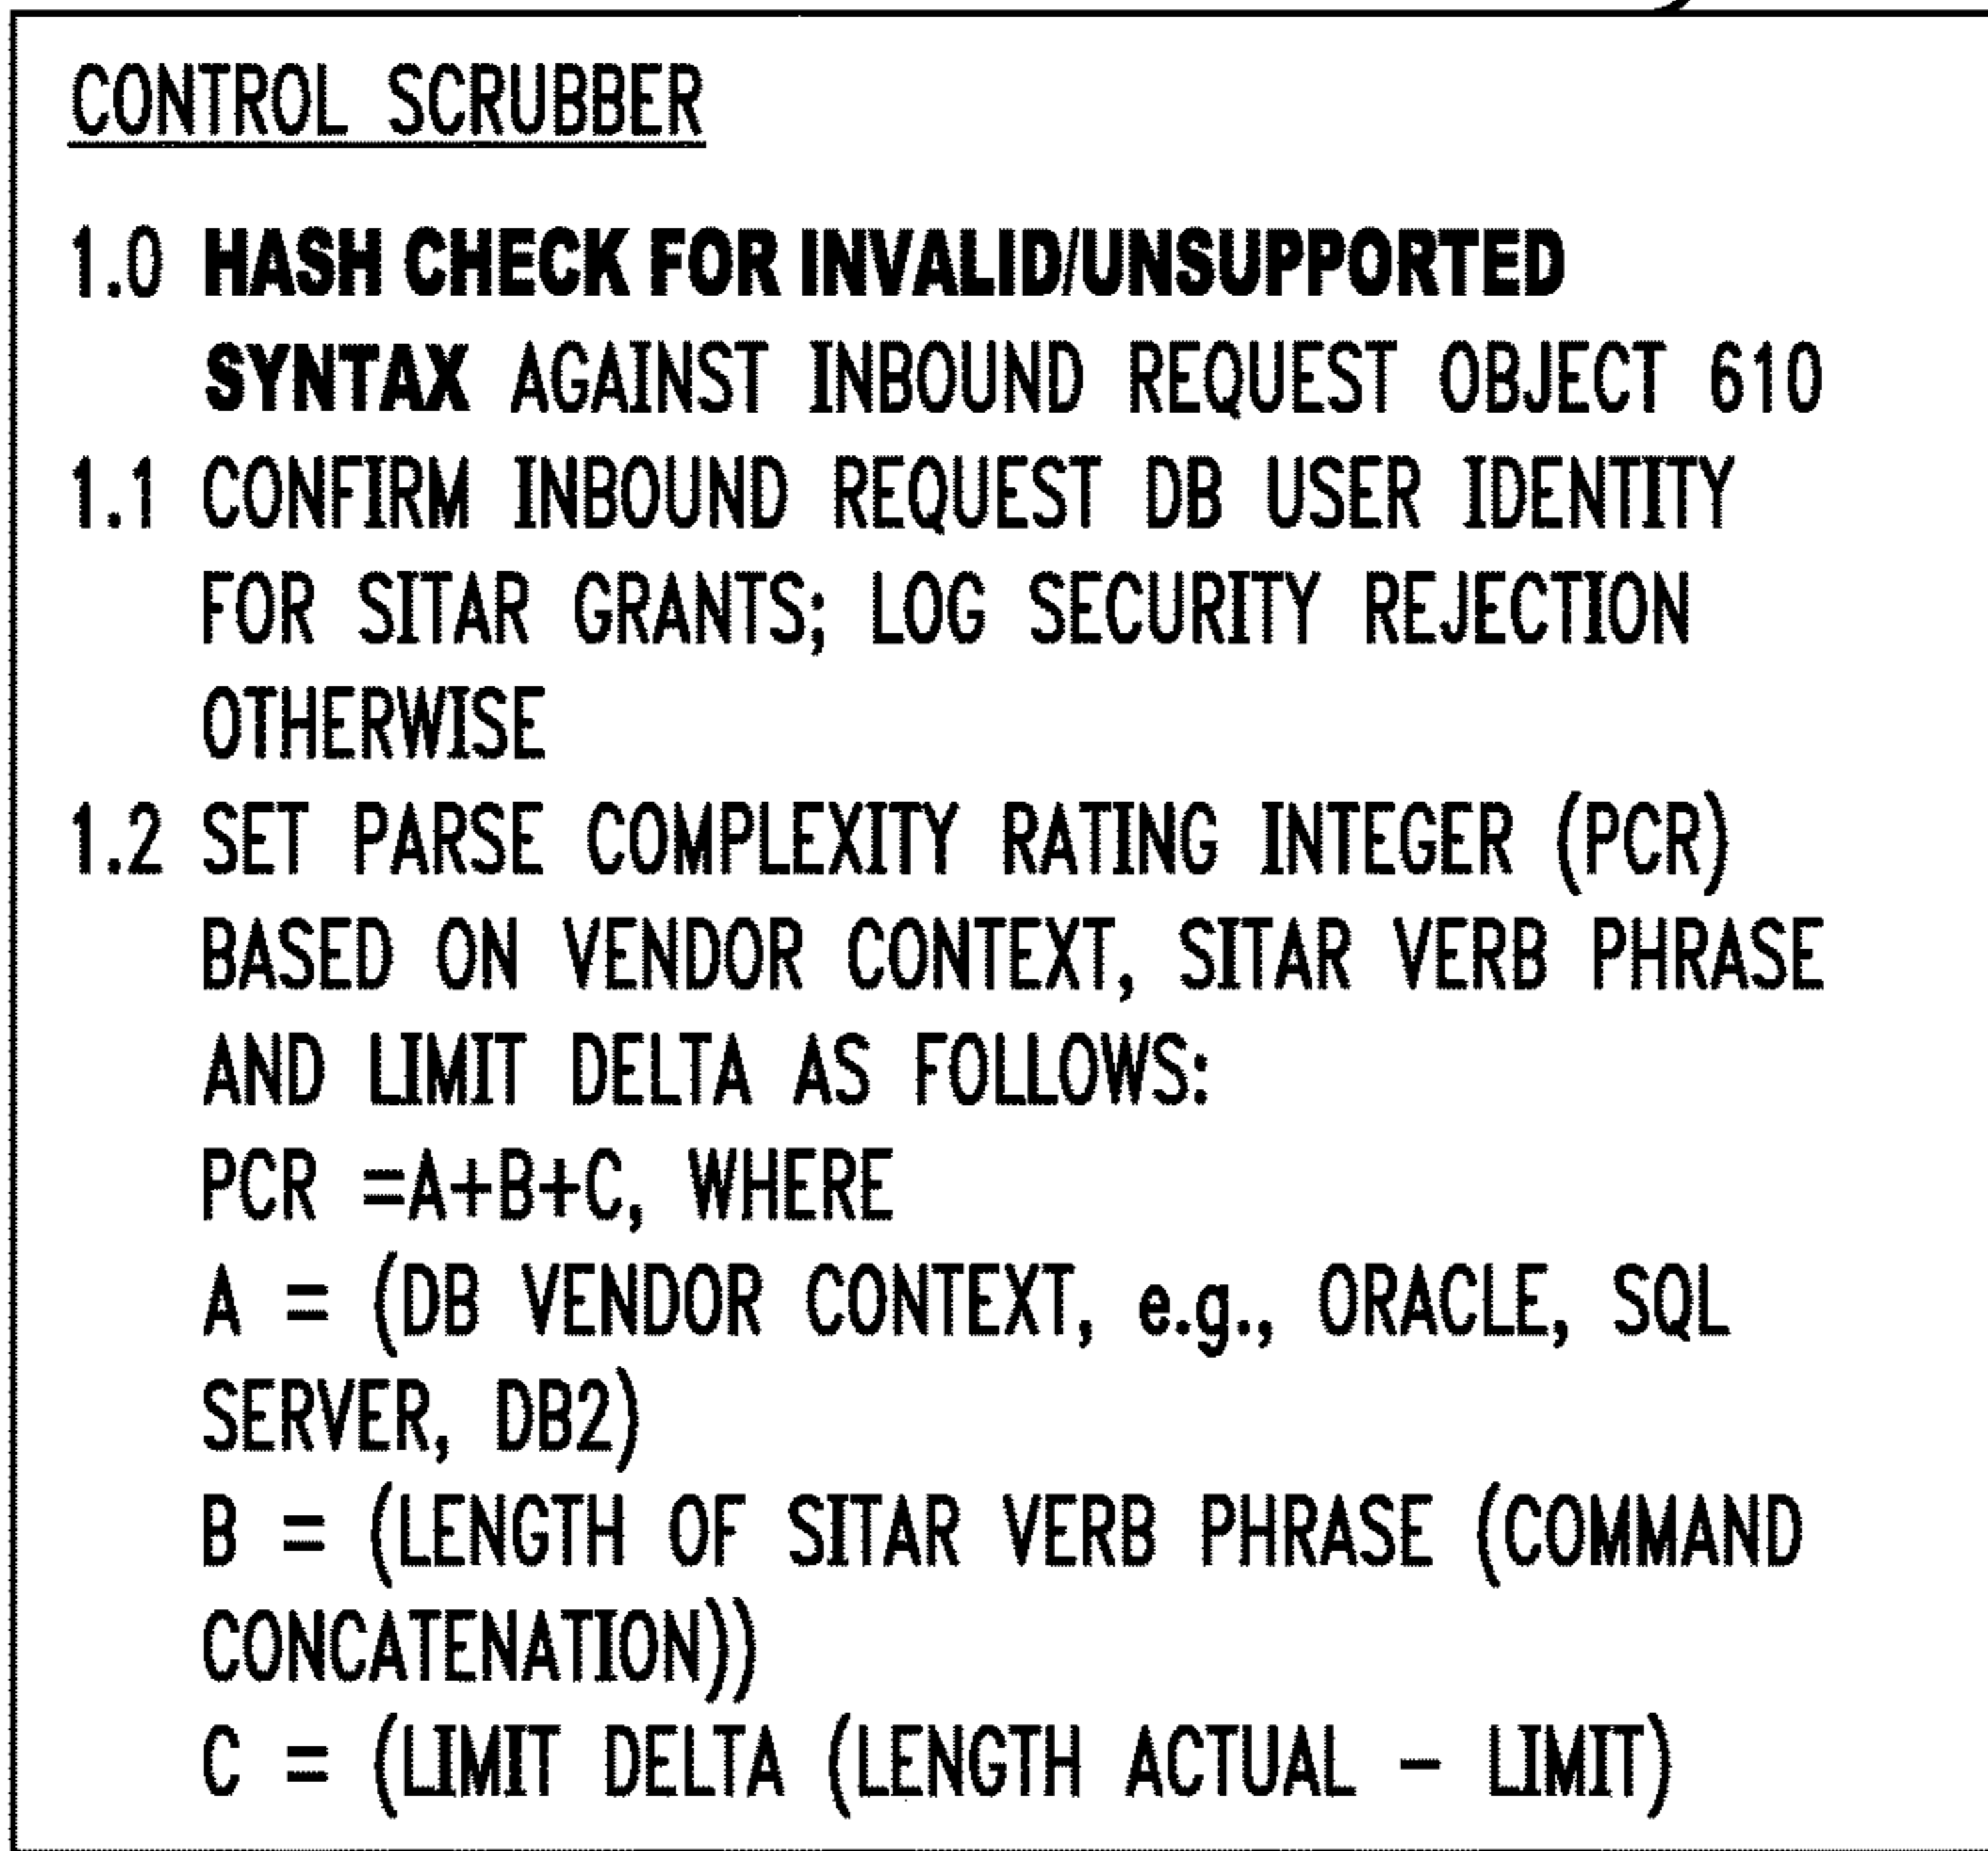 CONTROL SCRUBBER
1.0 HASH CHECK FOR INVALID/UNSUPPORTED
SYNTAX AGAINST INBOUND REQUEST OBJECT 610
1.1 CONFIRM INBOUND REQUEST DB USER IDENTITY
FOR SITAR GRANTS; LOG SECURITY REJECTION
OTHERWISE
1.2 SET PARSE COMPLEXITY RATING INTEGER (PCR)
BASED ON VENDOR CONTEXT, SITAR VERB PHRASE
AND LIMIT DELTA AS FOLLOWS:
PCR =A+B+C, WHERE
A = (DB VENDOR CONTEXT, e.g., ORACLE, SQL
SERVER, DB2)
B = (LENGTH OF SITAR VERB PHRASE (COMMAND
CONCATENATION))
C = (LIMIT DELTA (LENGTH ACTUAL - LIMIT)